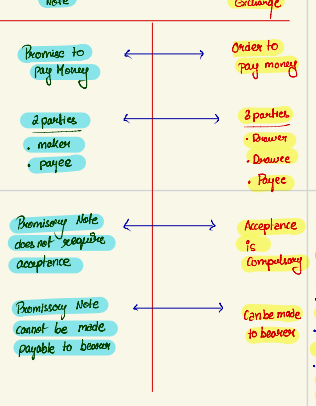 Note
Exchange
Promise to
pay Money
Order to
pay money
2 parties
• maker
• payee
3 parties
• Drawer
• Drawee
• Payee
Promisory Note
does not require
acceptance
Acceptance
is
Compulsory
Promissory Note
cannot be made
payable to bearer
Can be made
to bearer